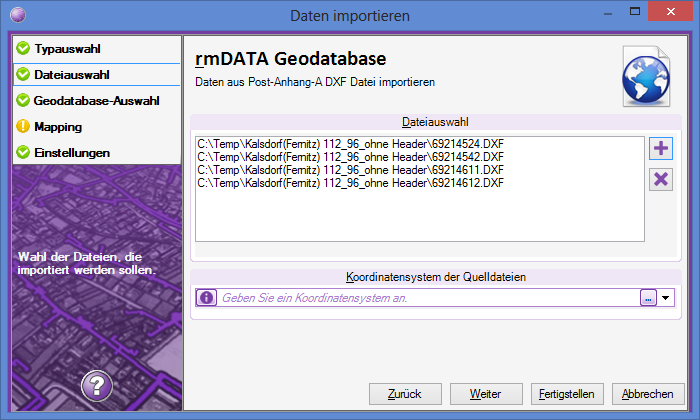 Daten importieren
Typauswahl
Dateiauswahl
Geodatabase-Auswahl
Mapping
Einstellungen
Wahl der Dateien, die
importiert werden sollen.
?
rmDATA Geodatabase
Daten aus Post-Anhang-A DXF Datei importieren
Dateiauswahl
C:\Temp\Kalsdorf(Fernitz) 112_96_ohne Header\69214524.DXF
C:\Temp\Kalsdorf(Fernitz) 112_96_ohne Header\69214542.DXF
C:\Temp\Kalsdorf(Fernitz) 112_96_ohne Header\69214611.DXF
C:\Temp\Kalsdorf(Fernitz) 112_96_ohne Header\69214612.DXF
Koordinatensystem der Quelldateien
Geben Sie ein Koordinatensystem an.
...
Zurück
Weiter
Fertigstellen
Abbrechen